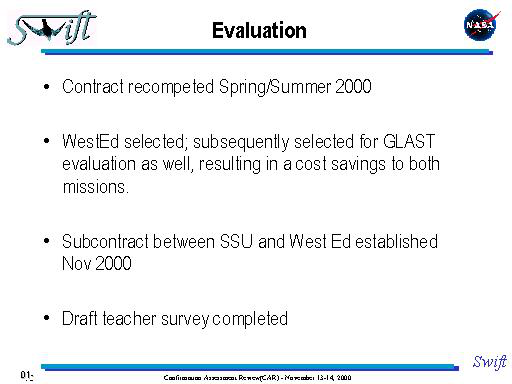 Swift
Evaluation
NASA
• Contract recompeted Spring/Summer 2000
• WestEd selected; subsequently selected for GLAST
evaluation as well, resulting in a cost savings to both
missions.
• Subcontract between SSU and West Ed established
Nov 2000
• Draft teacher survey completed
Swift
Confirmation Assessment Review(CAR) - November 13-14, 2000